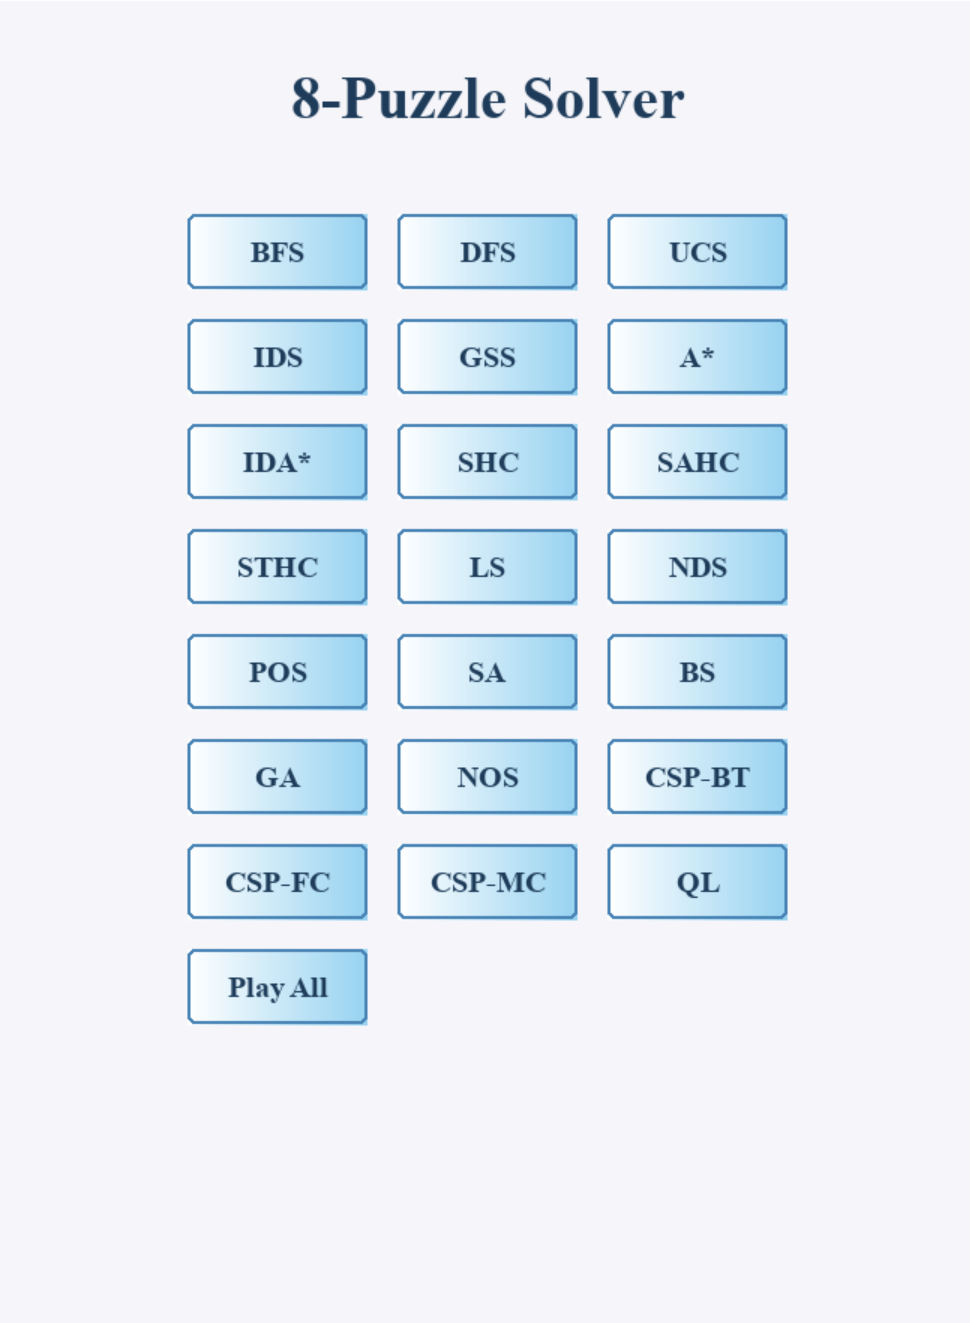 8-Puzzle Solver
BFS
DFS
UCS
IDS
GSS
A*
IDA*
SHC
SAHC
STHC
LS
NDS
POS
SA
BS
GA
NOS
CSP-BT
CSP-FC
CSP-MC
QL
Play All